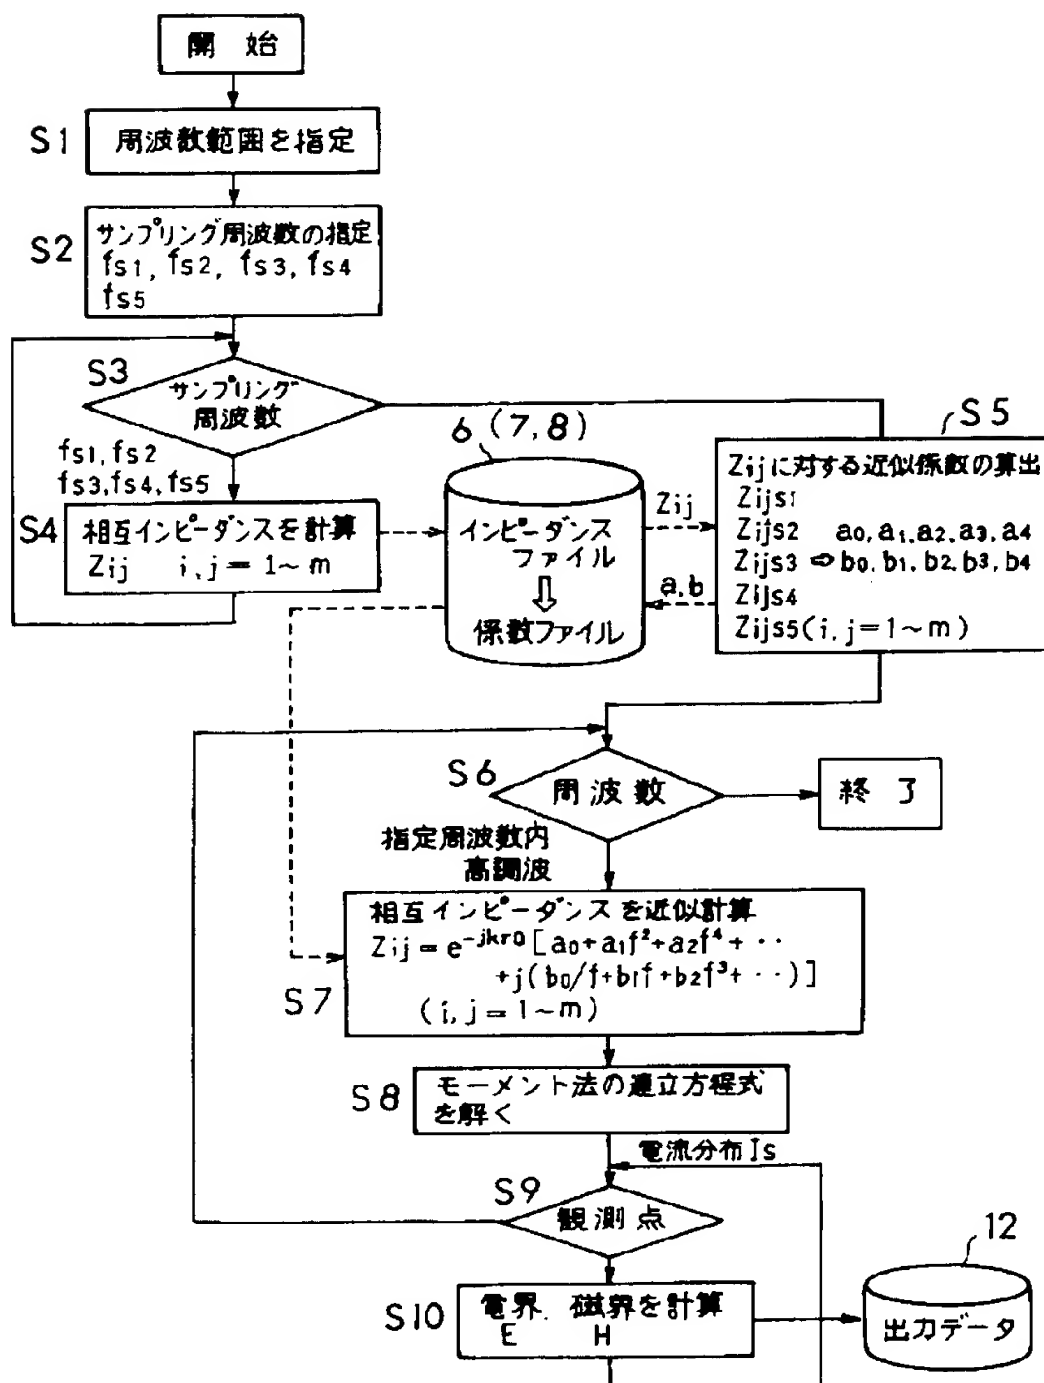 開 始
S1
周波数範囲を指定
S2
サンプリング周波数の指定
fs1, fs2, fs3, fs4
fs5
S3
サンプリング
周波数
fs1, fs2
fs3, fs4, fs5
S4
相互インピーダンスを計算
Zij i, j = 1~m
6 (7, 8)
インピーダンス
ファイル
⇩
係数ファイル
Zij
a, b
S5
Zijに対する近似係数の算出
Zijs1
Zijs2 a0, a1, a2, a3, a4
Zijs3 ⇨ b0, b1, b2, b3, b4
Zijs4
Zijs5 (i, j = 1~m)
S6
周波数
終 了
指定周波数内
高調波
S7
相互インピーダンスを近似計算
Zij = e^-jkr0 [a0+a1f²+a2f⁴+‥
+j(b0/f+b1f+b2f³+‥)]
(i, j = 1~m)
S8
モーメント法の連立方程式
を解く
電流分布Is
S9
観測点
S10
電界、磁界を計算
E H
12
出力データ